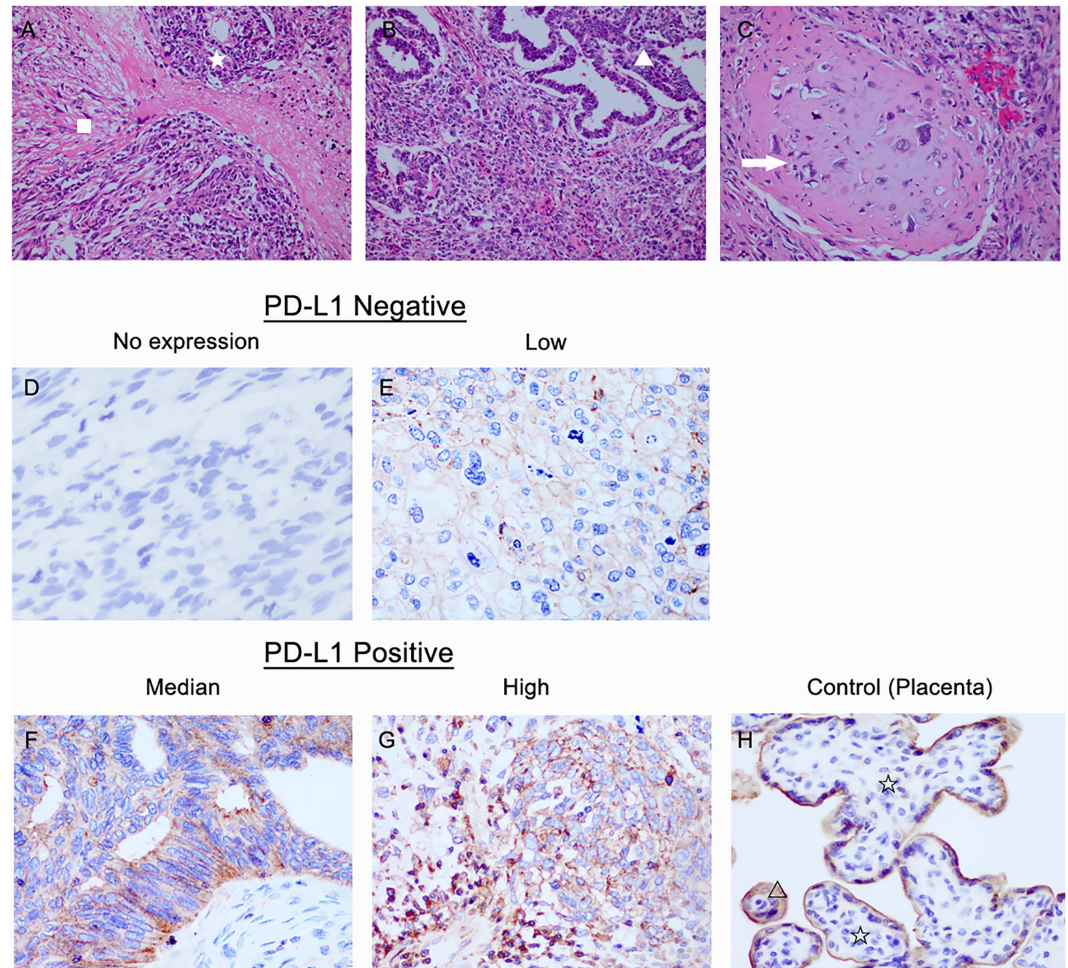 A
B
C
PD-L1 Negative
No expression
Low
D
E
PD-L1 Positive
Median
High
Control (Placenta)
F
G
H